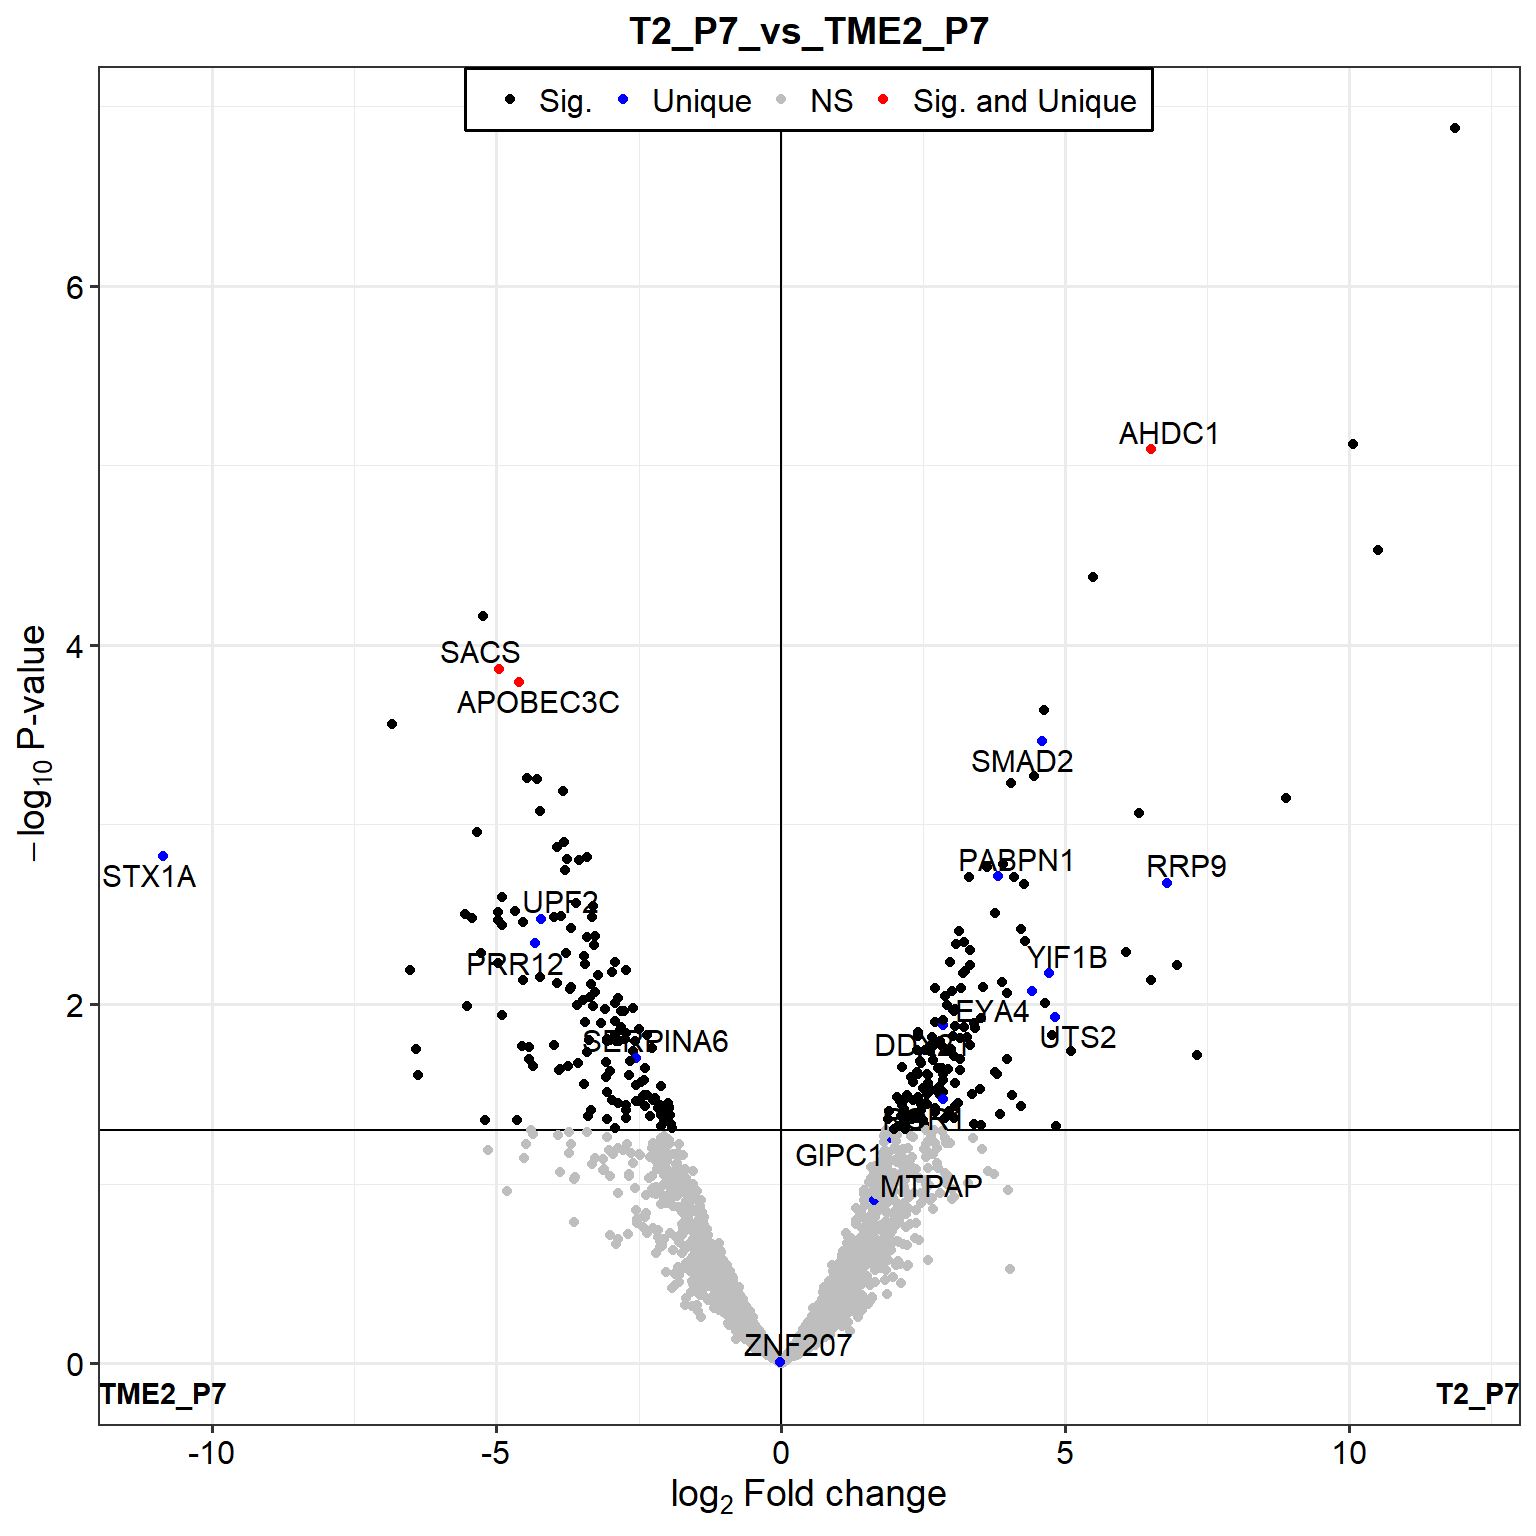 T2_P7_vs_TME2_P7
Sig. Unique NS Sig. and Unique
AHDC1
6
SACS
4
APOBEC3C
SMAD2
PABPN1
RRP9
STX1A
UPF2
YIF1B
PRR12
2
EYA4
UTS2
SERPINA6
GIPC1
MTPAP
ZNF207
0
TME2_P7
T2_P7
-10 -5 0 5 10
log2 Fold change
−log10 P-value